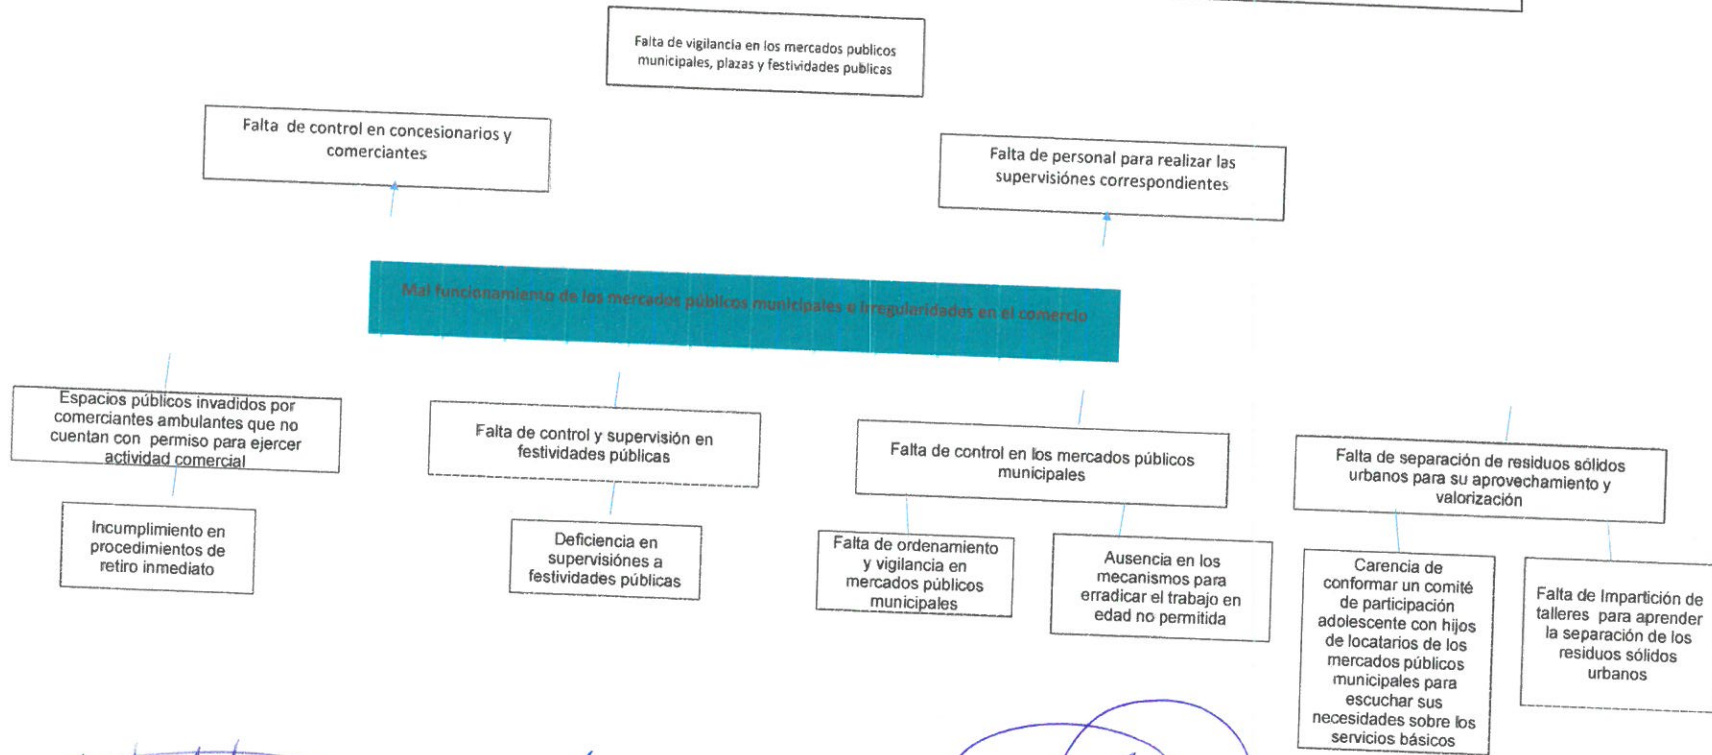 Falta de vigilancia en los mercados publicos
municipales, plazas y festividades publicas
Falta de control en concesionarios y
comerciantes
Falta de personal para realizar las
supervisiónes correspondientes
Mal funcionamiento de los mercados públicos municipales e irregularidades en el comercio
Espacios públicos invadidos por
comerciantes ambulantes que no
cuentan con permiso para ejercer
actividad comercial
Falta de control y supervisión en
festividades públicas
Falta de control en los mercados públicos
municipales
Falta de separación de residuos sólidos
urbanos para su aprovechamiento y
valorización
Incumplimiento en
procedimientos de
retiro inmediato
Deficiencia en
supervisiónes a
festividades públicas
Falta de ordenamiento
y vigilancia en
mercados públicos
municipales
Ausencia en los
mecanismos para
erradicar el trabajo en
edad no permitida
Carencia de
conformar un comité
de participación
adolescente con hijos
de locatarios de los
mercados públicos
municipales para
escuchar sus
necesidades sobre los
servicios básicos
Falta de Impartición de
talleres para aprender
la separación de los
residuos sólidos
urbanos